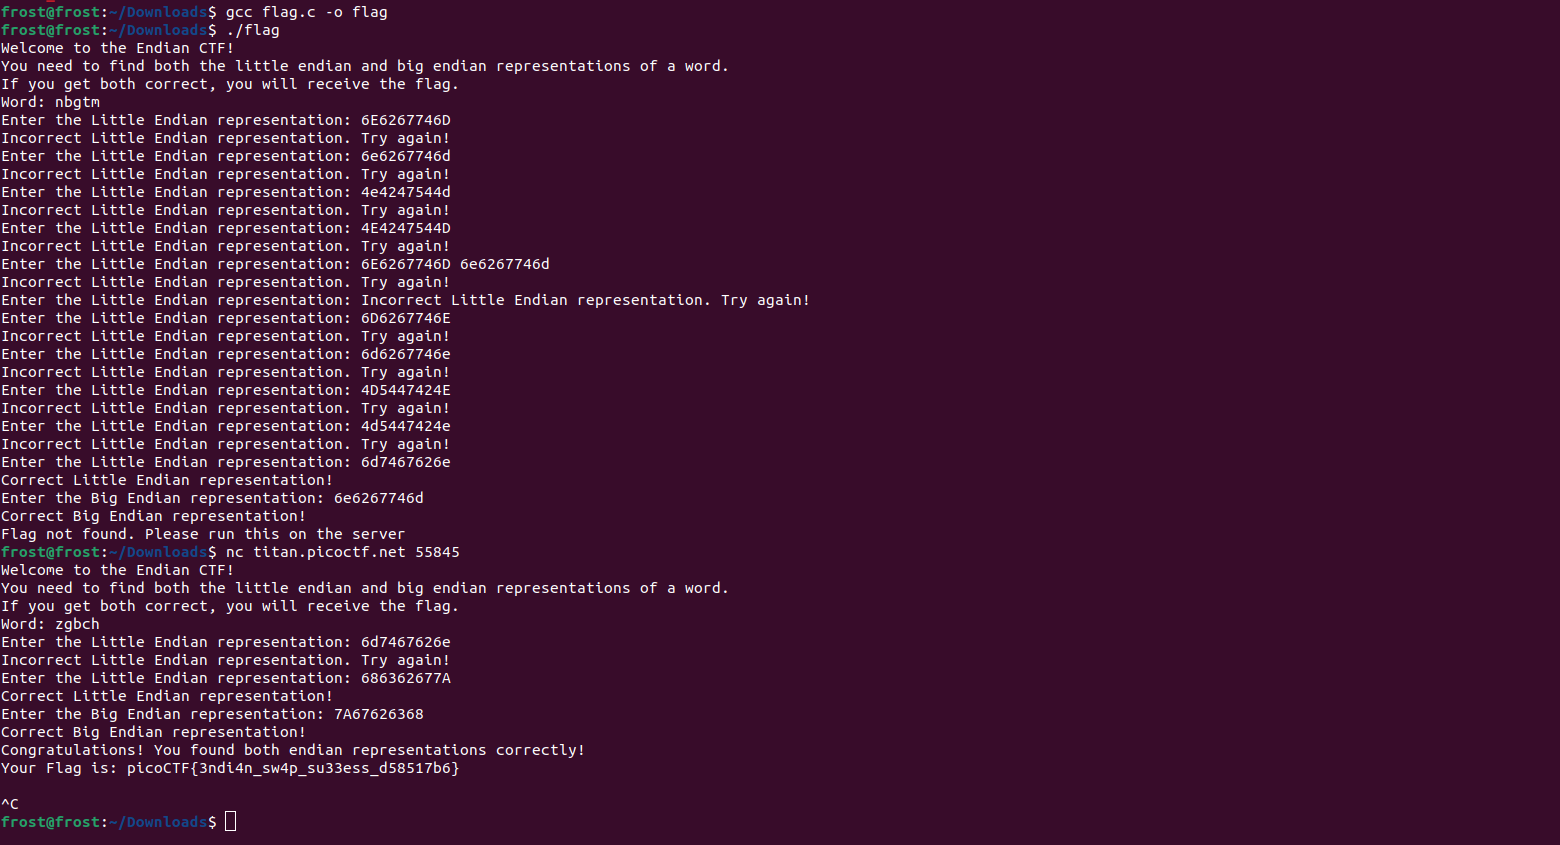 frost@frost:~/Downloads$ gcc flag.c -o flag
frost@frost:~/Downloads$ ./flag
Welcome to the Endian CTF!
You need to find both the little endian and big endian representations of a word.
If you get both correct, you will receive the flag.
Word: nbgtm
Enter the Little Endian representation: 6E6267746D
Incorrect Little Endian representation. Try again!
Enter the Little Endian representation: 6e6267746d
Incorrect Little Endian representation. Try again!
Enter the Little Endian representation: 4e4247544d
Incorrect Little Endian representation. Try again!
Enter the Little Endian representation: 4E4247544D
Incorrect Little Endian representation. Try again!
Enter the Little Endian representation: 6E6267746D 6e6267746d
Incorrect Little Endian representation. Try again!
Enter the Little Endian representation: Incorrect Little Endian representation. Try again!
Enter the Little Endian representation: 6D6267746E
Incorrect Little Endian representation. Try again!
Enter the Little Endian representation: 6d6267746e
Incorrect Little Endian representation. Try again!
Enter the Little Endian representation: 4D5447424E
Incorrect Little Endian representation. Try again!
Enter the Little Endian representation: 4d5447424e
Incorrect Little Endian representation. Try again!
Enter the Little Endian representation: 6d7467626e
Correct Little Endian representation!
Enter the Big Endian representation: 6e6267746d
Correct Big Endian representation!
Flag not found. Please run this on the server
frost@frost:~/Downloads$ nc titan.picoctf.net 55845
Welcome to the Endian CTF!
You need to find both the little endian and big endian representations of a word.
If you get both correct, you will receive the flag.
Word: zgbch
Enter the Little Endian representation: 6d7467626e
Incorrect Little Endian representation. Try again!
Enter the Little Endian representation: 686362677A
Correct Little Endian representation!
Enter the Big Endian representation: 7A67626368
Correct Big Endian representation!
Congratulations! You found both endian representations correctly!
Your Flag is: picoCTF{3ndi4n_sw4p_su33ess_d58517b6}
^C
frost@frost:~/Downloads$